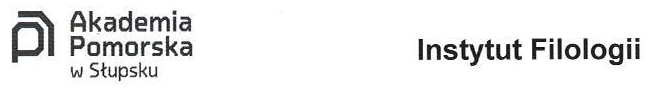 Akademia
Pomorska
w Słupsku
Instytut Filologii